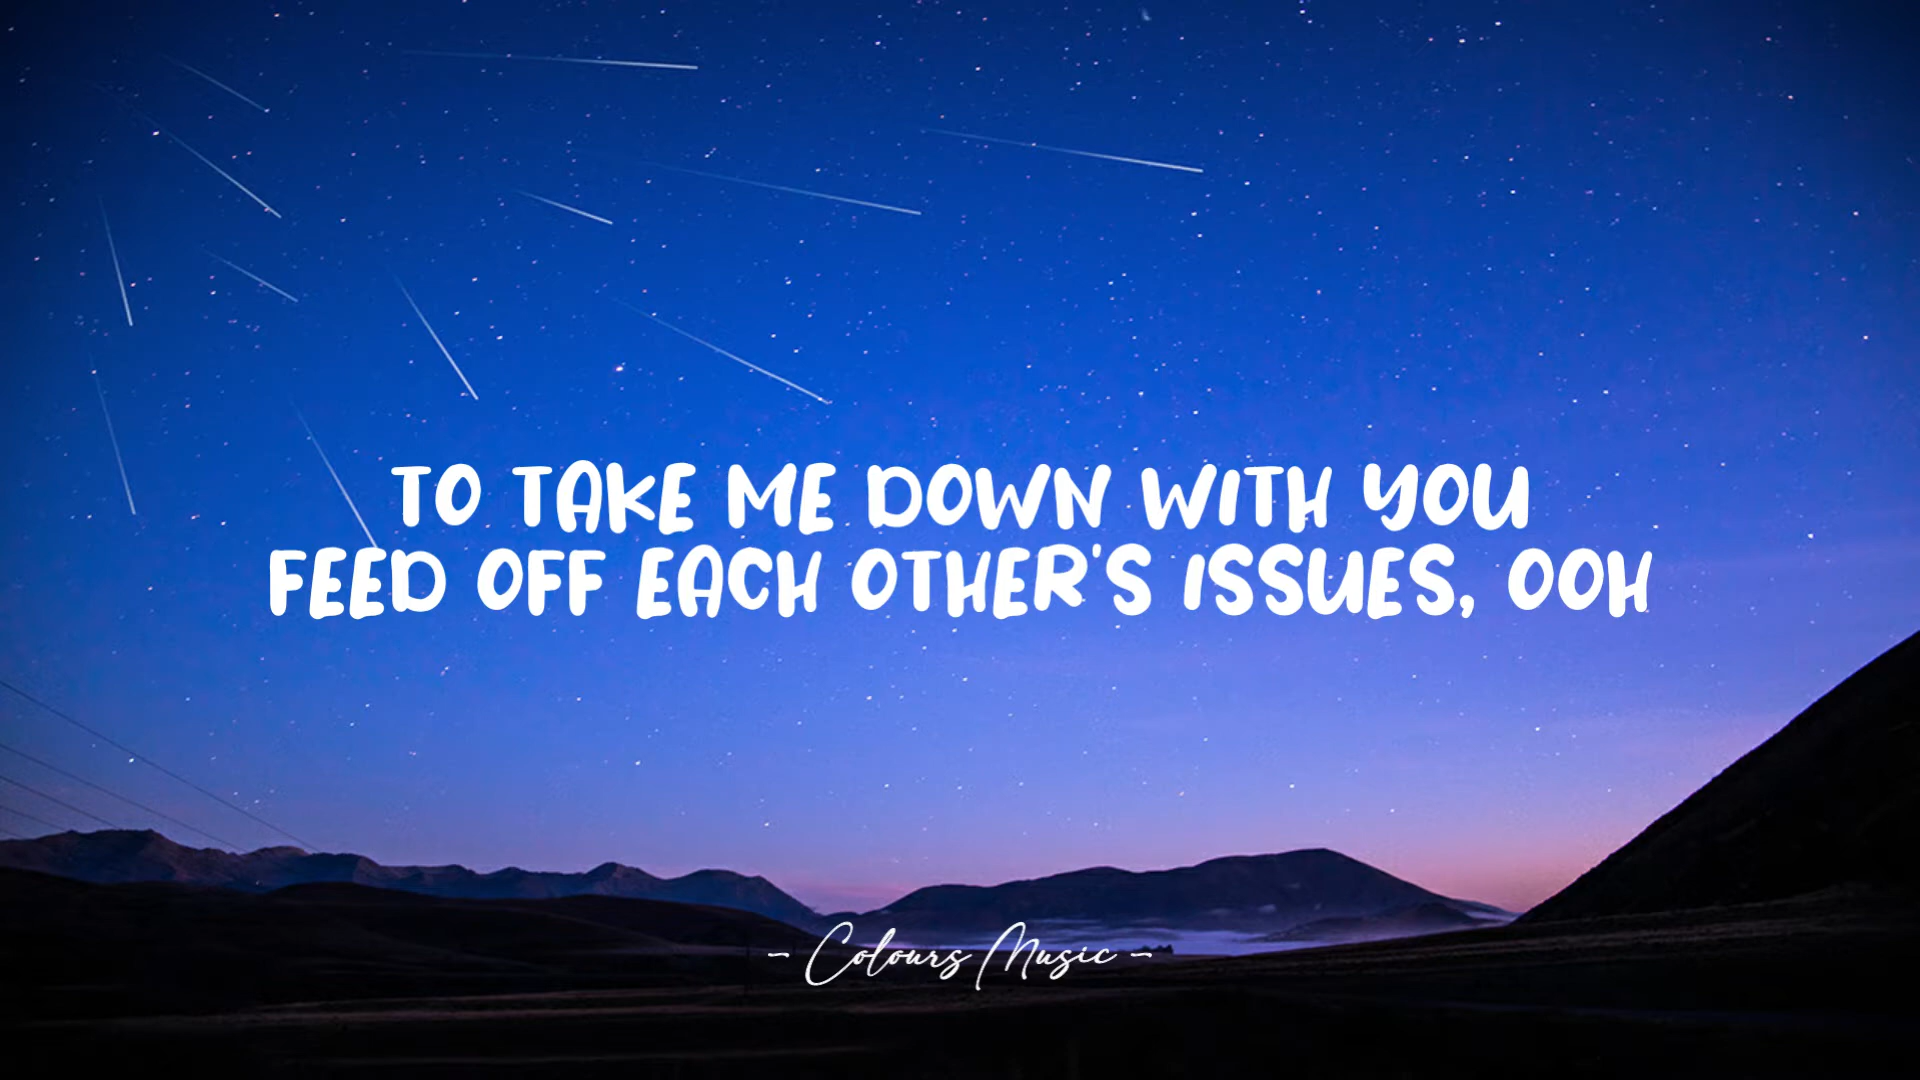 TO TAKE ME DOWN WITH YOU
FEED OFF EACH OTHER'S ISSUES, OOH
- Colours Music -